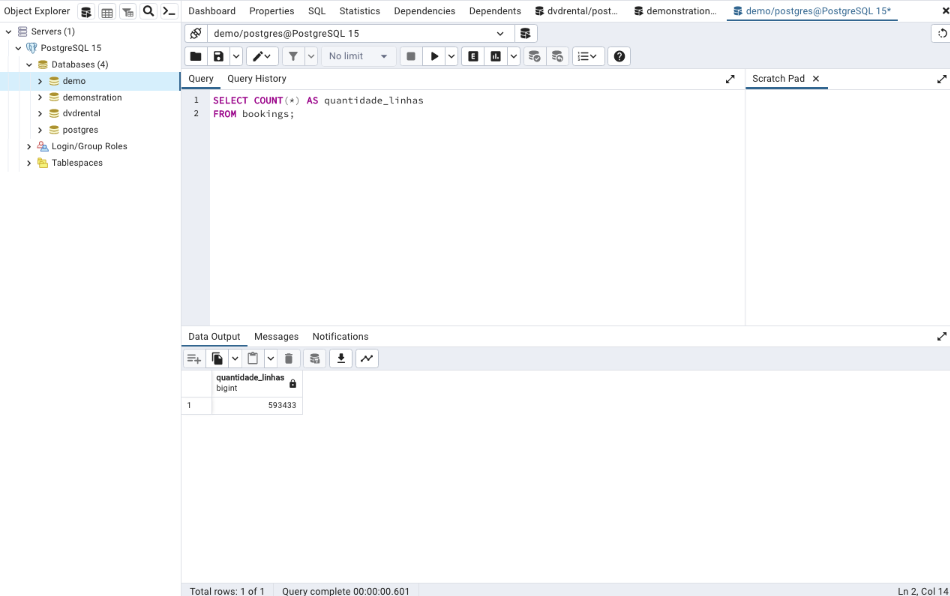 Object Explorer
Dashboard Properties SQL Statistics Dependencies Dependents dvdrental/post... demonstration... demo/postgres@PostgreSQL 15*
Servers (1)
PostgreSQL 15
Databases (4)
demo
demonstration
dvdrental
postgres
Login/Group Roles
Tablespaces
demo/postgres@PostgreSQL 15
No limit
E
Query Query History
Scratch Pad
1 SELECT COUNT(*) AS quantidade_linhas
2 FROM bookings;
Data Output Messages Notifications
quantidade_linhas
bigint
1 593433
Total rows: 1 of 1 Query complete 00:00:00.601 Ln 2, Col 14